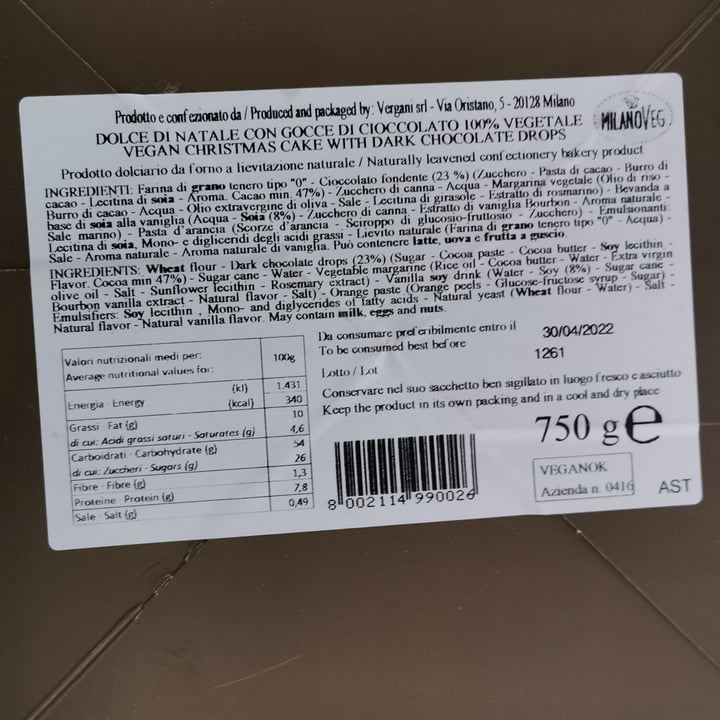 Prodotto e confezionato da / Produced and packaged by: Vergani srl - Via Oristano, 5 - 20128 Milano
DOLCE DI NATALE CON GOCCE DI CIOCCOLATO 100% VEGETALE
VEGAN CHRISTMAS CAKE WITH DARK CHOCOLATE DROPS
MILANOVEG
Prodotto dolciario da forno a lievitazione naturale / Naturally leavened confectionery bakery product
INGREDIENTI: Farina di grano tenero tipo "0" - Cioccolato fondente (23 %) (Zucchero - Pasta di cacao - Burro di
cacao - Lecitina di soia - Aroma. Cacao min. 47%) - Zucchero di canna - Acqua - Margarina vegetale (Olio di riso -
Burro di cacao - Acqua - Olio extravergine di oliva - Sale - Lecitina di girasole - Estratto di rosmarino) - Bevanda a
base di soia alla vaniglia (Acqua - Soia (8%) - Zucchero di canna - Estratto di vaniglia Bourbon - Aroma naturale -
Sale marino) - Pasta d'arancia (Scorze d'arancia - Sciroppo di glucosio-fruttosio - Zucchero) - Emulsionanti:
Lecitina di soia, Mono- e digliceridi degli acidi grassi - Lievito naturale (Farina di grano tenero tipo "0" - Acqua) -
Sale - Aroma naturale - Aroma naturale di vaniglia. Può contenere latte, uova e frutta a guscio.
INGREDIENTS: Wheat flour - Dark chocolate drops (23%) (Sugar - Cocoa paste - Cocoa butter - Soy lecithin -
Flavor. Cocoa min 47%) - Sugar cane - Water - Vegetable margarine (Rice oil - Cocoa butter - Water - Extra virgin
olive oil - Salt - Sunflower lecithin - Rosemary extract) - Vanilla soy drink (Water - Soy (8%) - Sugar cane -
Bourbon vanilla extract - Natural flavor - Salt) - Orange paste (Orange peels - Glucose-fructose syrup - Sugar) -
Emulsifiers: Soy lecithin , Mono- and diglycerides of fatty acids - Natural yeast (Wheat flour - Water) - Salt -
Natural flavor - Natural vanilla flavor. May contain milk, eggs and nuts.
Valori nutrizionali medi per: 100g
Average nutritional values for:
(kJ) 1.431
Energia - Energy (kcal) 340
Grassi - Fat (g) 10
di cui: Acidi grassi saturi - Saturates (g) 4,6
Carboidrati - Carbohydrate (g) 54
di cui: Zuccheri - Sugars (g) 26
Fibre - Fibre (g) 1,3
Proteine - Protein (g) 7,8
Sale - Salt (g) 0,49
Da consumare preferibilmente entro il 30/04/2022
To be consumed best before
Lotto / Lot 1261
Conservare nel suo sacchetto ben sigillato in luogo fresco e asciutto
Keep the product in its own packing and in a cool and dry place
750 g e
8 002114 990026
VEGANOK
Azienda n. 0416
AST